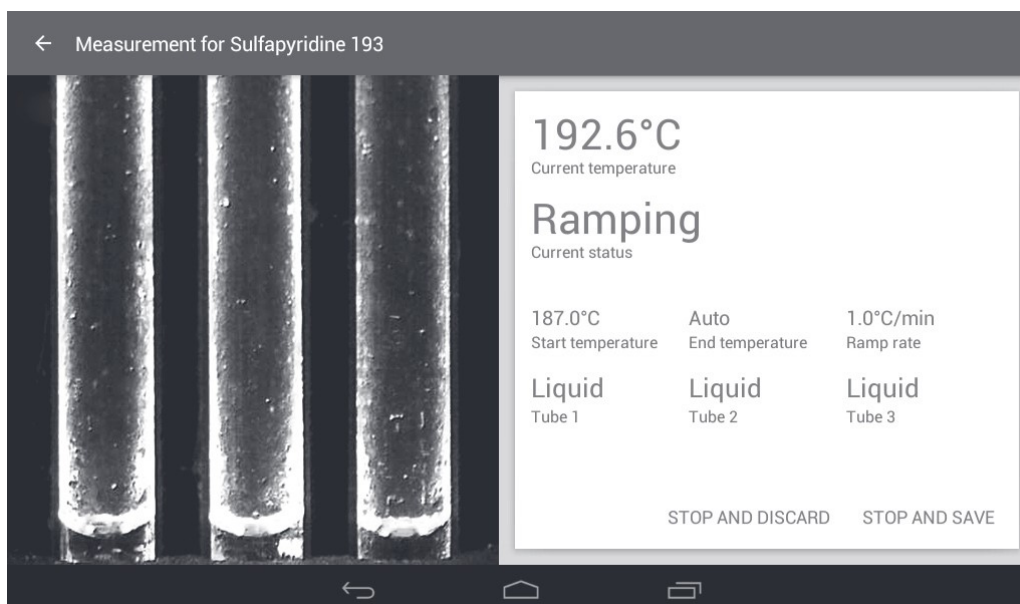 Measurement for Sulfapyridine 193
192.6°C
Current temperature
Ramping
Current status
187.0°C Auto 1.0°C/min
Start temperature End temperature Ramp rate
Liquid Liquid Liquid
Tube 1 Tube 2 Tube 3
STOP AND DISCARD STOP AND SAVE